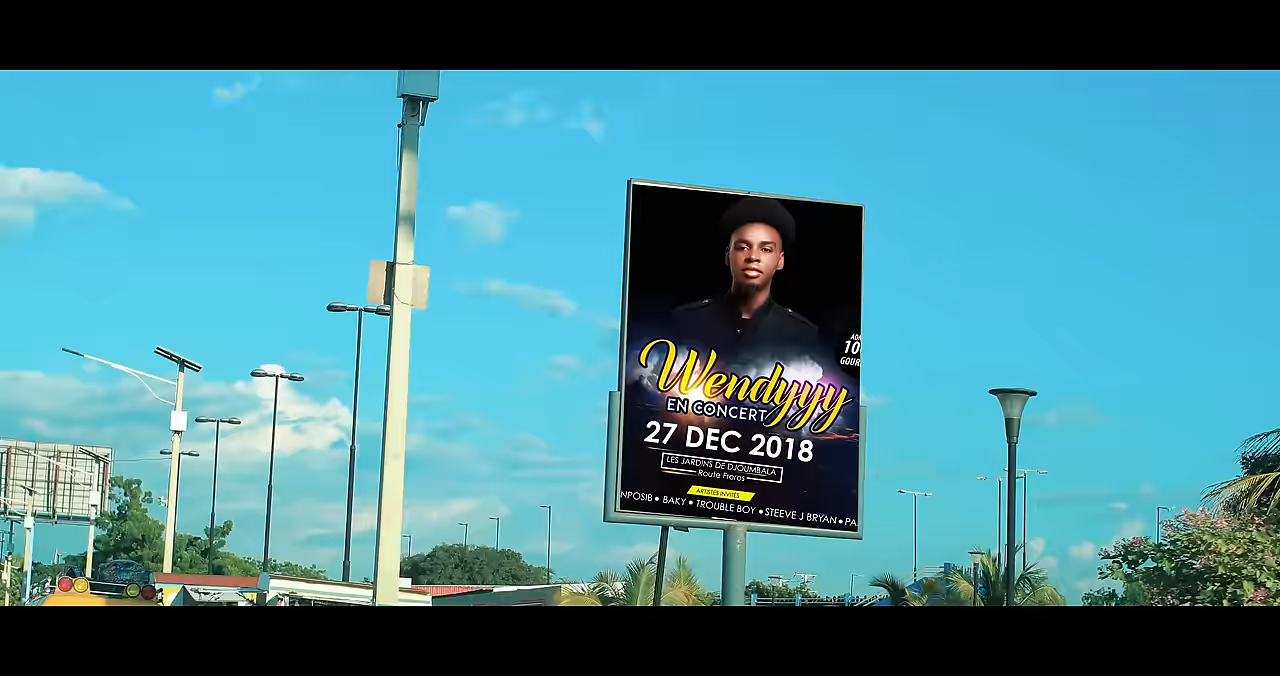 Wendyyy
EN CONCERT
27 DEC 2018
LES JARDINS DE DJOUMBALA
Route Freres
ARTISTES INVITÉS
NPOSIB • BAKY • TROUBLE BOY • STEEVE J BRYAN • PA